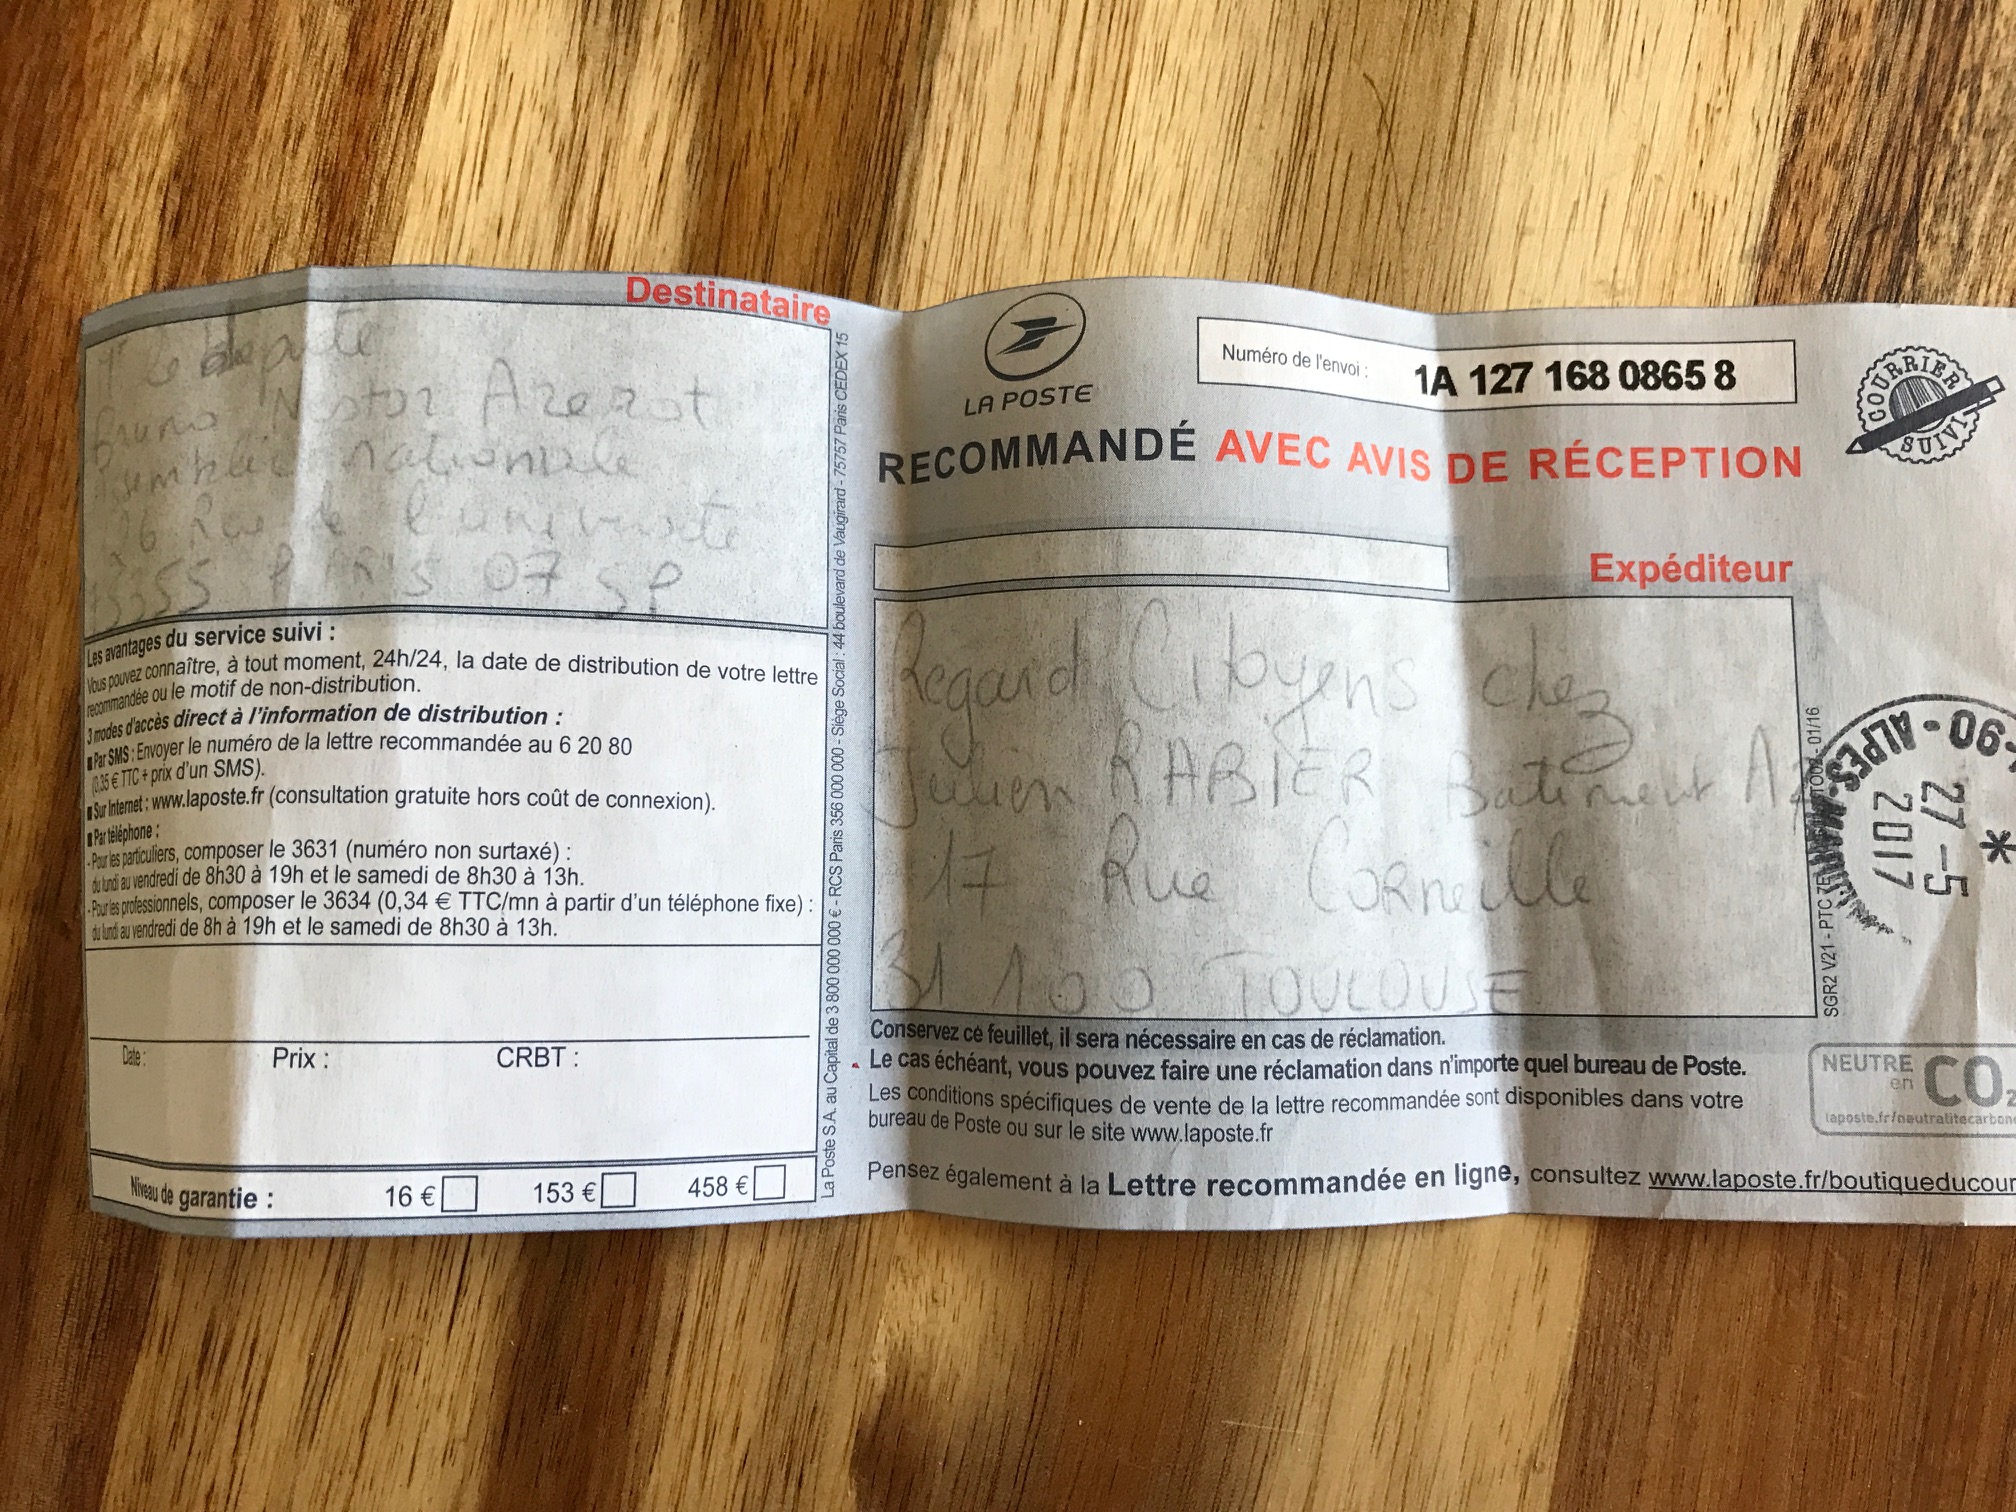 Destinataire
député
Aheenot
nationale
Rue de l'université
Paris 07 SP
Les avantages du service suivi :
Vous pouvez connaître, à tout moment, 24h/24, la date de distribution de votre lettre
recommandée ou le motif de non-distribution.
3 modes d'accès direct à l'information de distribution :
Par SMS : Envoyer le numéro de la lettre recommandée au 6 20 80
(0,35 € TTC + prix d'un SMS).
Sur Internet : www.laposte.fr (consultation gratuite hors coût de connexion).
Par téléphone :
- Pour les particuliers, composer le 3631 (numéro non surtaxé) :
du lundi au vendredi de 8h30 à 19h et le samedi de 8h30 à 13h.
- Pour les professionnels, composer le 3634 (0,34 € TTC/mn à partir d'un téléphone fixe) :
du lundi au vendredi de 8h à 19h et le samedi de 8h30 à 13h.
Date : Prix : CRBT :
Niveau de garantie : 16 € 153 € 458 €
La Poste S.A. au Capital de 3 800 000 000 € - RCS Paris 356 000 000 - Siège Social : 44 boulevard de Vaugirard - 75757 Paris CEDEX 15
LA POSTE
Numéro de l'envoi : 1A 127 168 0865 8
RECOMMANDÉ AVEC AVIS DE RÉCEPTION
COURRIER SUIVI
Expéditeur
Regard Citoyens chez
Julien RABIER Batiment A
17 Rue CORneille
31100 TOULOUSE
SGR2 V21 - PTC TO02 - 01/16
06 • ALPES-MAR
27 -5
2017
*
Conservez ce feuillet, il sera nécessaire en cas de réclamation.
Le cas échéant, vous pouvez faire une réclamation dans n'importe quel bureau de Poste.
Les conditions spécifiques de vente de la lettre recommandée sont disponibles dans votre
bureau de Poste ou sur le site www.laposte.fr
Pensez également à la Lettre recommandée en ligne, consultez www.laposte.fr/boutiqueducour
NEUTRE
en CO2
laposte.fr/neutralitecarbone